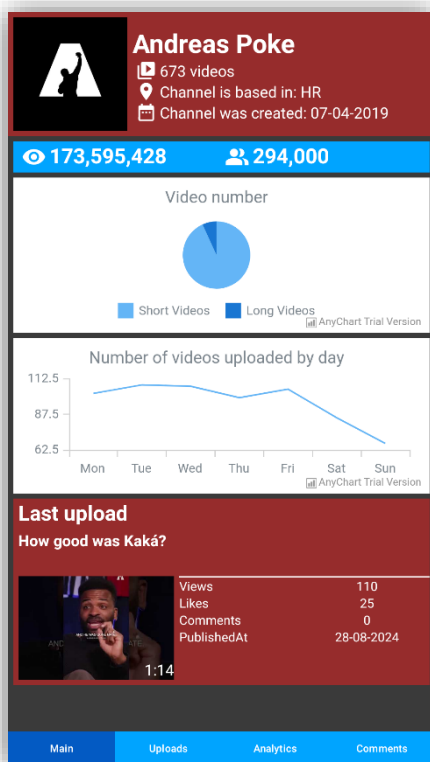 Andreas Poke
673 videos
Channel is based in: HR
Channel was created: 07-04-2019
173,595,428 294,000
Video number
Short Videos Long Videos
AnyChart Trial Version
Number of videos uploaded by day
112.5
87.5
62.5
Mon Tue Wed Thu Fri Sat Sun
AnyChart Trial Version
Last upload
How good was Kaká?
Views 110
Likes 25
Comments 0
PublishedAt 28-08-2024
1:14
Main Uploads Analytics Comments